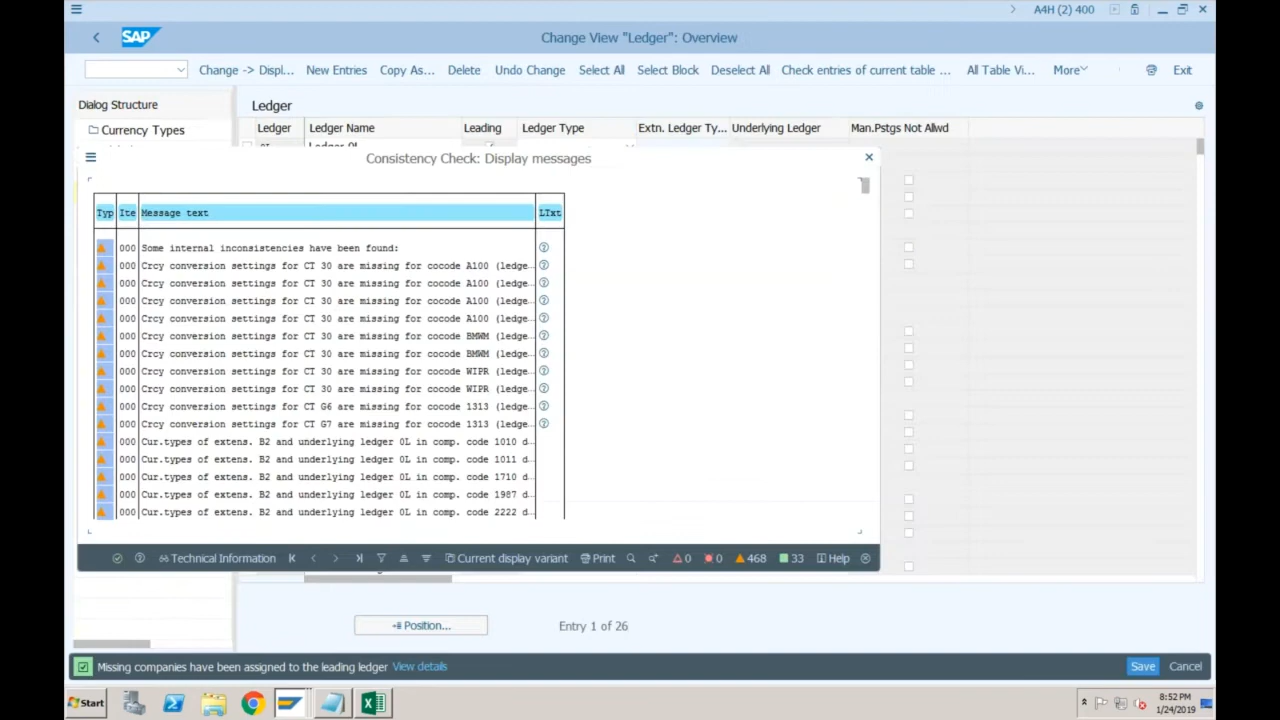 A4H (2) 400
SAP
Change View "Ledger": Overview
Change -> Displ... New Entries Copy As... Delete Undo Change Select All Select Block Deselect All Check entries of current table ... All Table Vi... More Exit
Dialog Structure
Currency Types
Ledger
Ledger Ledger Name Leading Ledger Type Extn. Ledger Ty... Underlying Ledger Man.Pstgs Not Allwd
0L Ledger 0L
Consistency Check: Display messages
Typ Ite Message text LTxt
000 Some internal inconsistencies have been found:
000 Crcy conversion settings for CT 30 are missing for cocode A100 (ledge...
000 Crcy conversion settings for CT 30 are missing for cocode A100 (ledge...
000 Crcy conversion settings for CT 30 are missing for cocode A100 (ledge...
000 Crcy conversion settings for CT 30 are missing for cocode A100 (ledge...
000 Crcy conversion settings for CT 30 are missing for cocode BMWM (ledge...
000 Crcy conversion settings for CT 30 are missing for cocode BMWM (ledge...
000 Crcy conversion settings for CT 30 are missing for cocode WIPR (ledge...
000 Crcy conversion settings for CT 30 are missing for cocode WIPR (ledge...
000 Crcy conversion settings for CT G6 are missing for cocode 1313 (ledge...
000 Crcy conversion settings for CT G7 are missing for cocode 1313 (ledge...
000 Cur.types of extens. B2 and underlying ledger 0L in comp. code 1010 d...
000 Cur.types of extens. B2 and underlying ledger 0L in comp. code 1011 d...
000 Cur.types of extens. B2 and underlying ledger 0L in comp. code 1710 d...
000 Cur.types of extens. B2 and underlying ledger 0L in comp. code 1987 d...
000 Cur.types of extens. B2 and underlying ledger 0L in comp. code 2222 d...
Technical Information Current display variant Print 0 0 468 33 Help
Position... Entry 1 of 26
Missing companies have been assigned to the leading ledger View details Save Cancel
Start 8:52 PM
1/24/2019